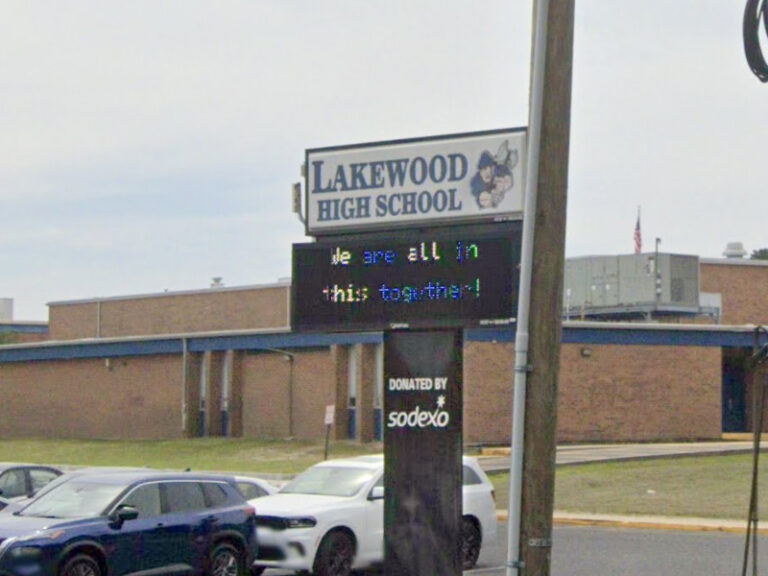 LAKEWOOD
HIGH SCHOOL
We are all in
this together!
DONATED BY
sodexo